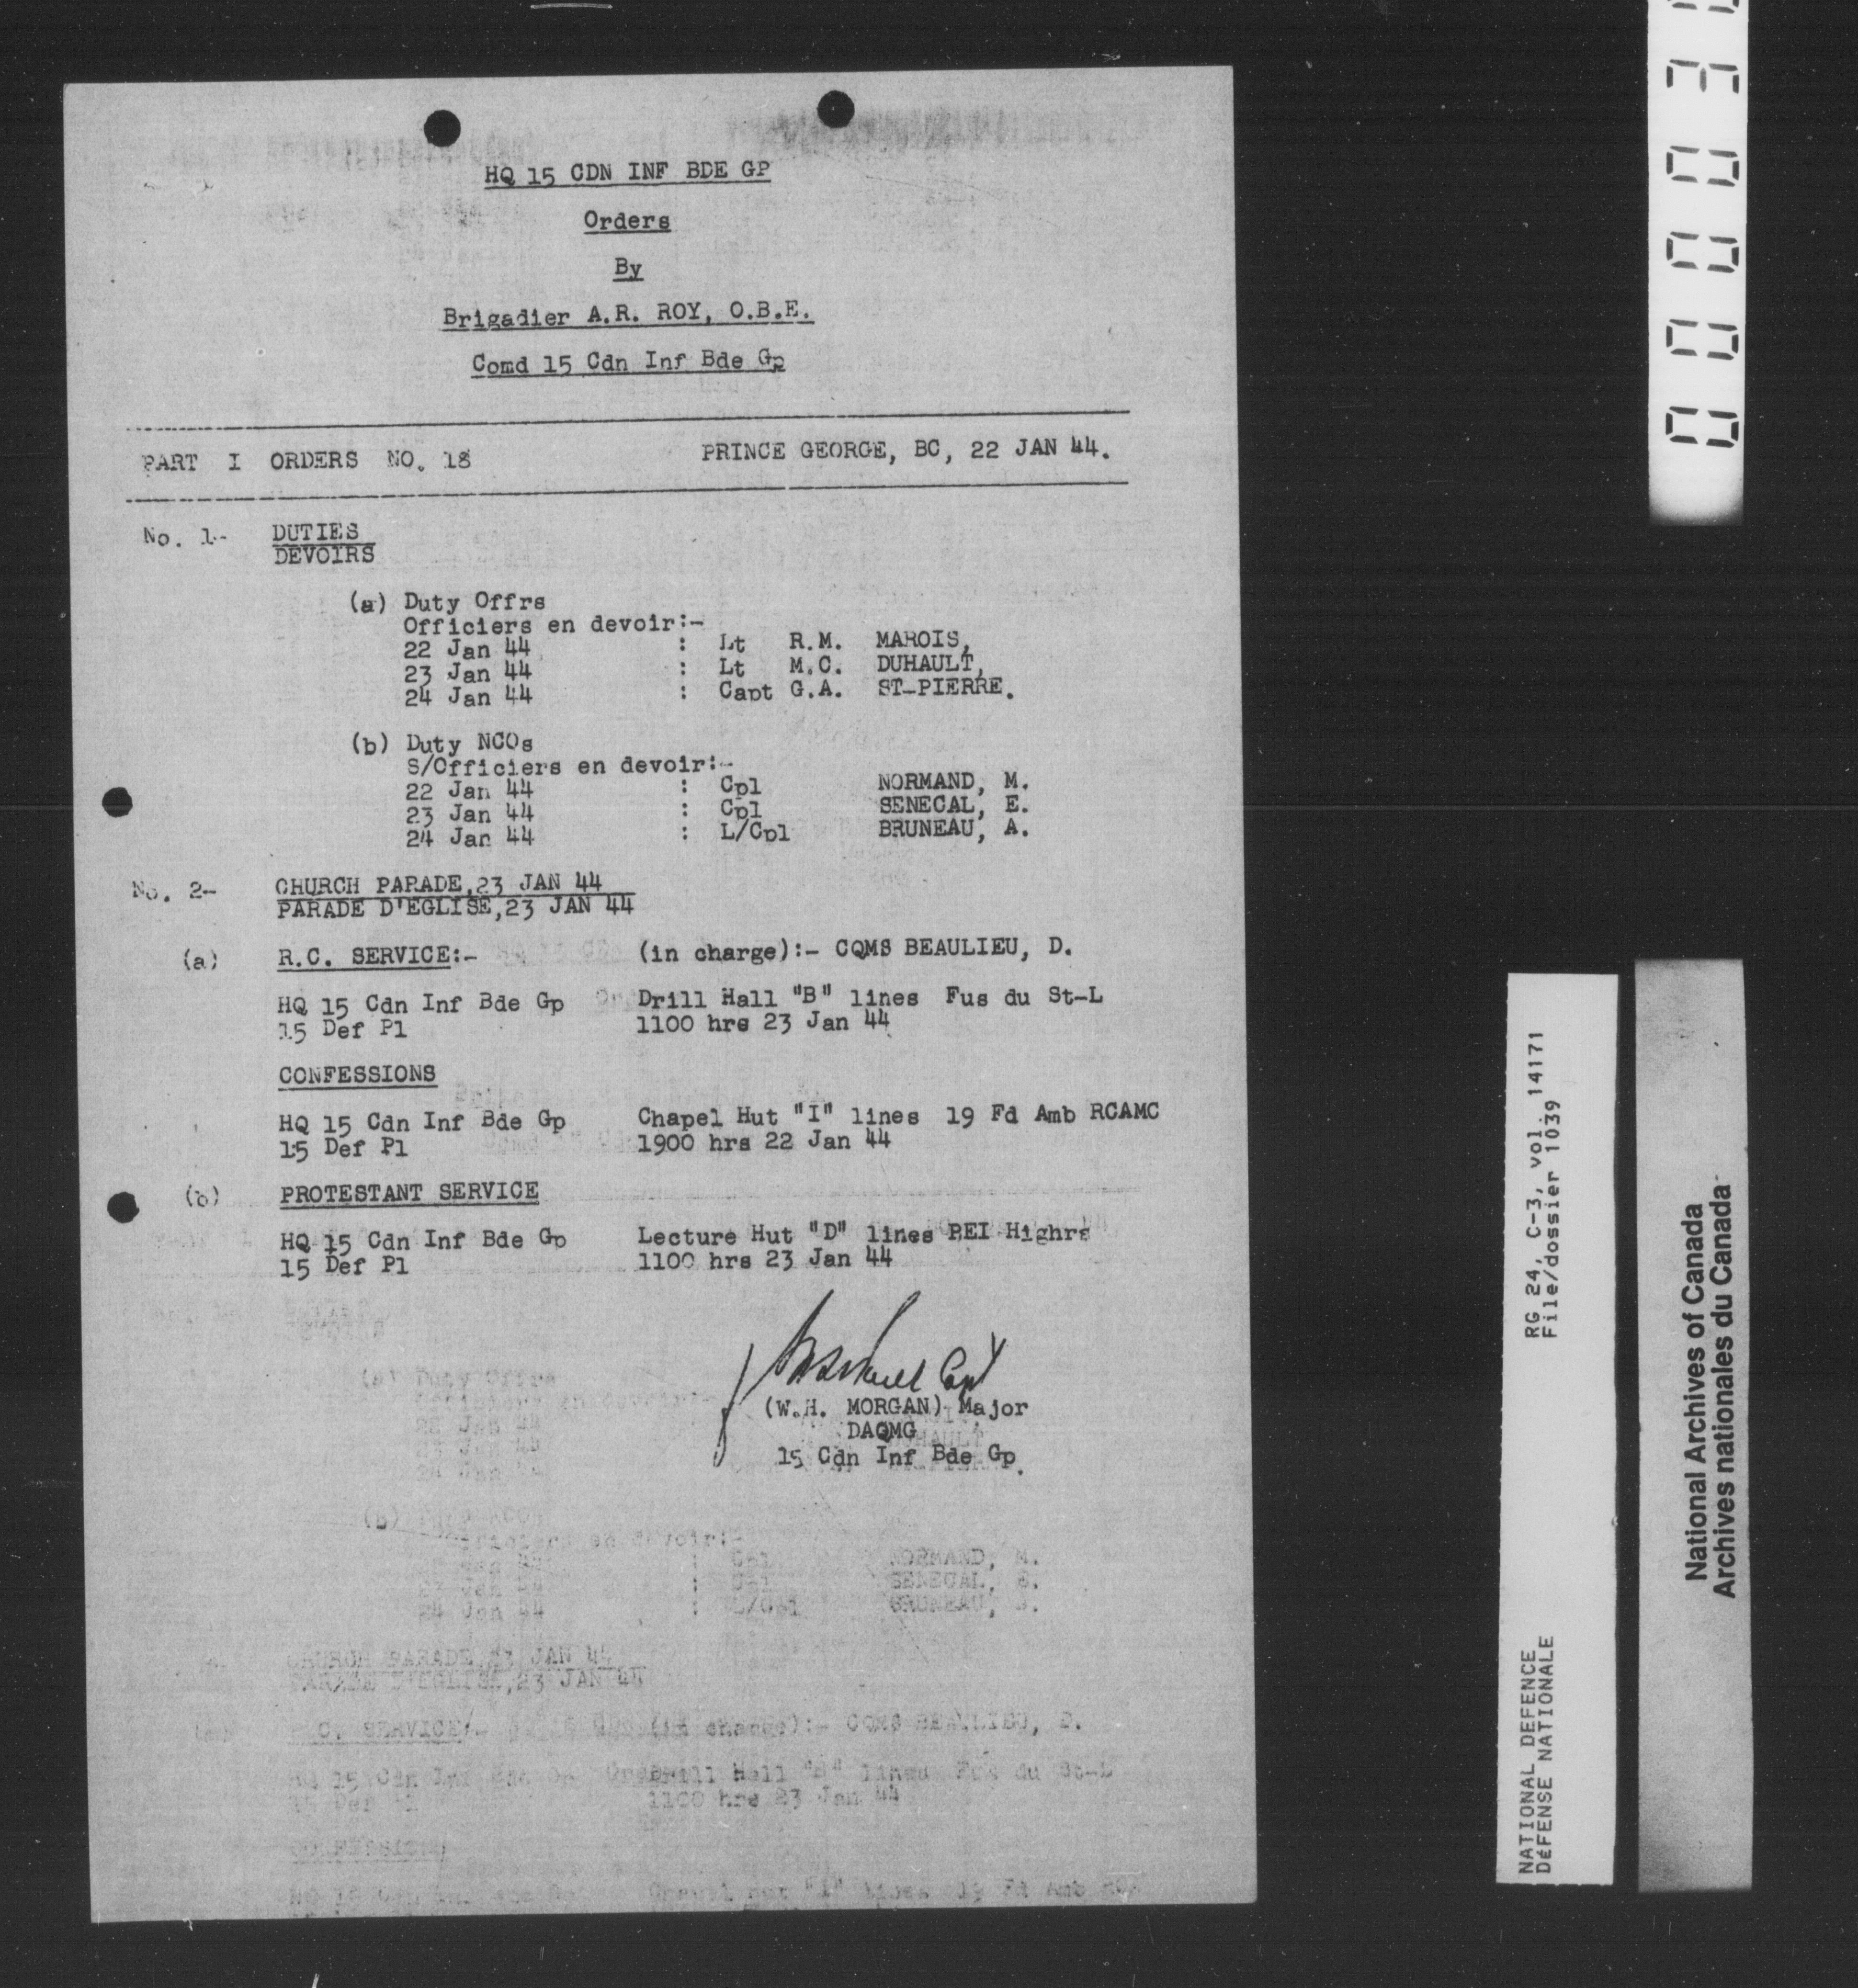 HQ 15 CDN INF BDE GP
Orders
By
Brigadier A.R. ROY, O.B.E.
Comd 15 Cdn Inf Bde Gp
PART I ORDERS NO. 18 PRINCE GEORGE, BC, 22 JAN 44.
No. 1- DUTIES
DEVOIRS
(a) Duty Offrs
Officiers en devoir:-
22 Jan 44 : Lt R.M. MAROIS,
23 Jan 44 : Lt M.C. DUHAULT,
24 Jan 44 : Capt G.A. ST-PIERRE.
(b) Duty NCOs
S/Officiers en devoir:-
22 Jan 44 : Cpl NORMAND, M.
23 Jan 44 : Cpl SENECAL, E.
24 Jan 44 : L/Cpl BRUNEAU, A.
No. 2- CHURCH PARADE,23 JAN 44
PARADE D'EGLISE,23 JAN 44
(a) R.C. SERVICE:- (in charge):- CQMS BEAULIEU, D.
HQ 15 Cdn Inf Bde Gp Drill Hall "B" lines Fus du St-L
15 Def Pl 1100 hrs 23 Jan 44
CONFESSIONS
HQ 15 Cdn Inf Bde Gp Chapel Hut "I" lines 19 Fd Amb RCAMC
15 Def Pl 1900 hrs 22 Jan 44
(b) PROTESTANT SERVICE
HQ 15 Cdn Inf Bde Gp Lecture Hut "D" lines PEI Highrs
15 Def Pl 1100 hrs 23 Jan 44
Capt
(W.H. MORGAN) Major
DAQMG
15 Cdn Inf Bde Gp.
RG 24, C-3, vol. 14171
File/dossier 1039
NATIONAL DEFENCE
DéFENSE NATIONALE
National Archives of Canada
Archives nationales du Canada